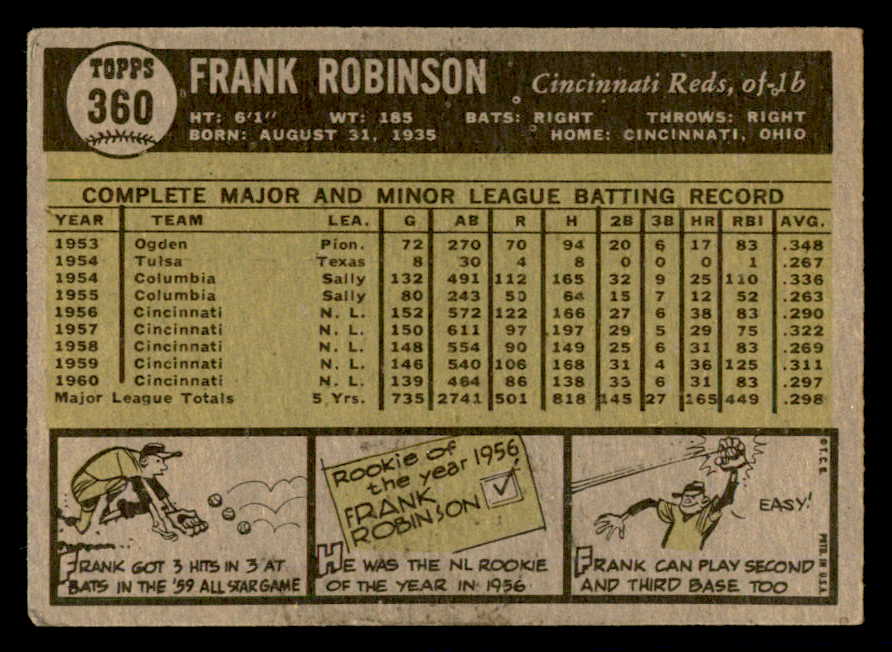 TOPPS
360
FRANK ROBINSON Cincinnati Reds, of-1b
HT: 6'1" WT: 185 BATS: RIGHT THROWS: RIGHT
BORN: AUGUST 31, 1935 HOME: CINCINNATI, OHIO
COMPLETE MAJOR AND MINOR LEAGUE BATTING RECORD
YEAR TEAM LEA. G AB R H 2B 3B HR RBI AVG.
1953 Ogden Pion. 72 270 70 94 20 6 17 83 .348
1954 Tulsa Texas 8 30 4 8 0 0 0 1 .267
1954 Columbia Sally 132 491 112 165 32 9 25 110 .336
1955 Columbia Sally 80 243 50 64 15 7 12 52 .263
1956 Cincinnati N. L. 152 572 122 166 27 6 38 83 .290
1957 Cincinnati N. L. 150 611 97 197 29 5 29 75 .322
1958 Cincinnati N. L. 148 554 90 149 25 6 31 83 .269
1959 Cincinnati N. L. 146 540 106 168 31 4 36 125 .311
1960 Cincinnati N. L. 139 464 86 138 33 6 31 83 .297
Major League Totals 5 Yrs. 735 2741 501 818 145 27 165 449 .298
FRANK GOT 3 HITS IN 3 AT
BATS IN THE '59 ALL STAR GAME
Rookie of
the year 1956
FRANK
ROBINSON
HE WAS THE NL ROOKIE
OF THE YEAR IN 1956
EASY!
FRANK CAN PLAY SECOND
AND THIRD BASE TOO
© T. C. G.
PRTD. IN U.S.A.